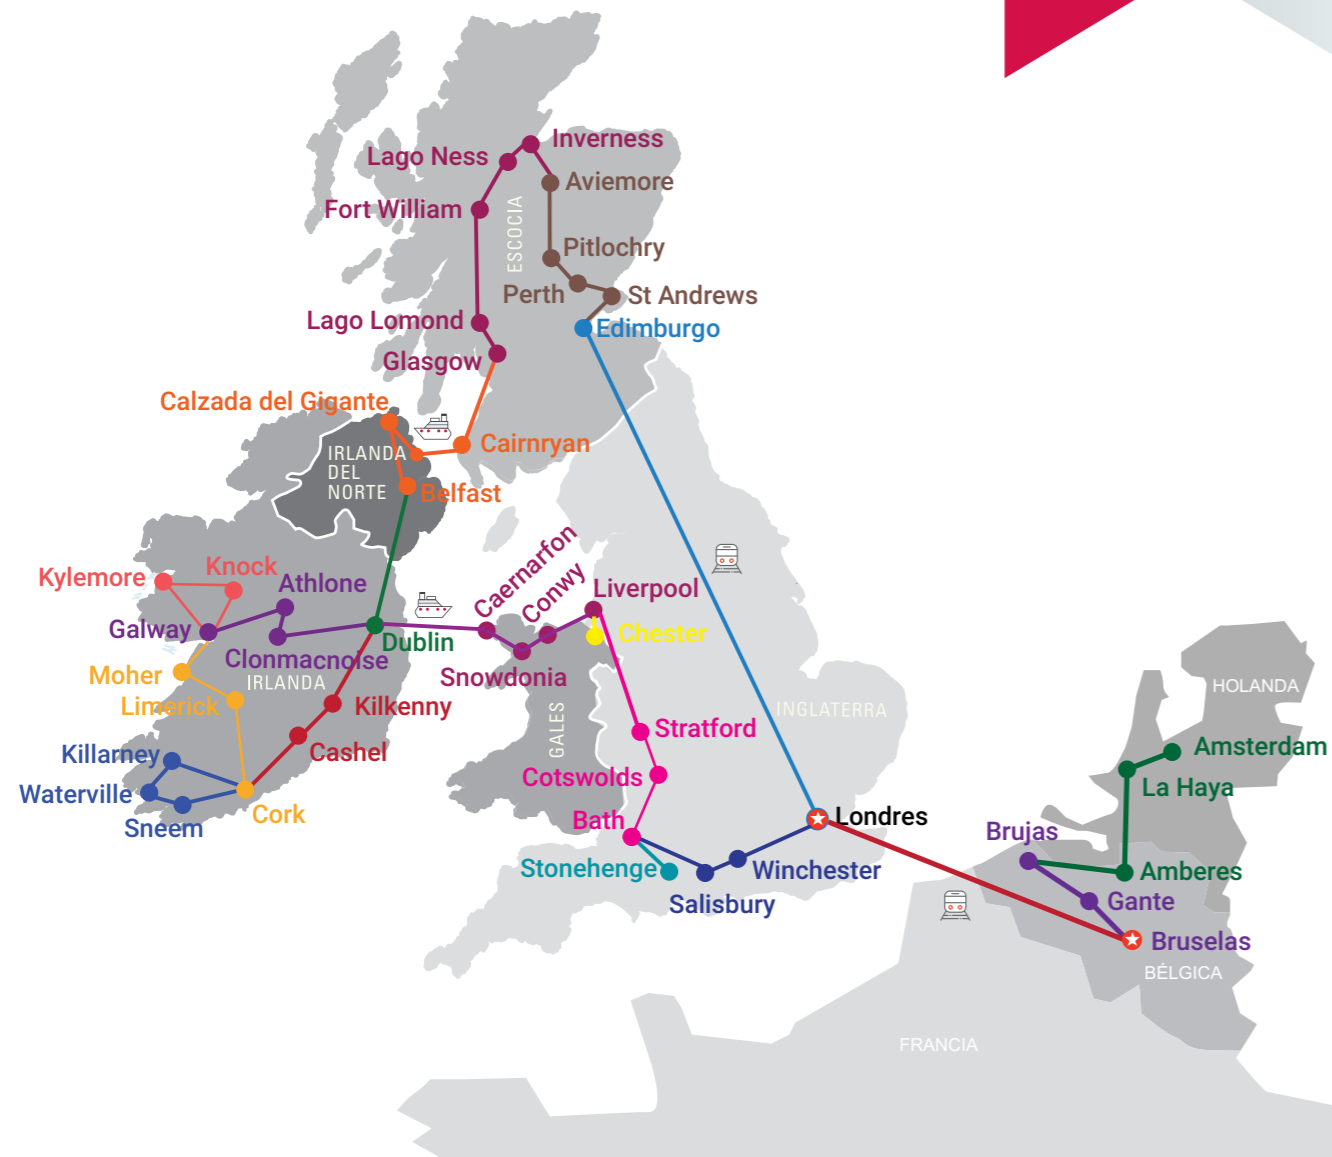 Inverness
Lago Ness
Aviemore
Fort William
ESCOCIA
Pitlochry
Perth
St Andrews
Lago Lomond
Edimburgo
Glasgow
Calzada del Gigante
Cairnryan
IRLANDA
DEL
NORTE
Belfast
Caernarfon
Conwy
Knock
Kylemore
Athlone
Liverpool
Galway
Chester
Dublin
Clonmacnoise
Moher
IRLANDA
Snowdonia
HOLANDA
Limerick
Kilkenny
GALES
INGLATERRA
Stratford
Killarney
Cashel
Amsterdam
Cotswolds
La Haya
Waterville
Sneem
Cork
Bath
Londres
Brujas
Stonehenge
Winchester
Amberes
Salisbury
Gante
Bruselas
BÉLGICA
FRANCIA